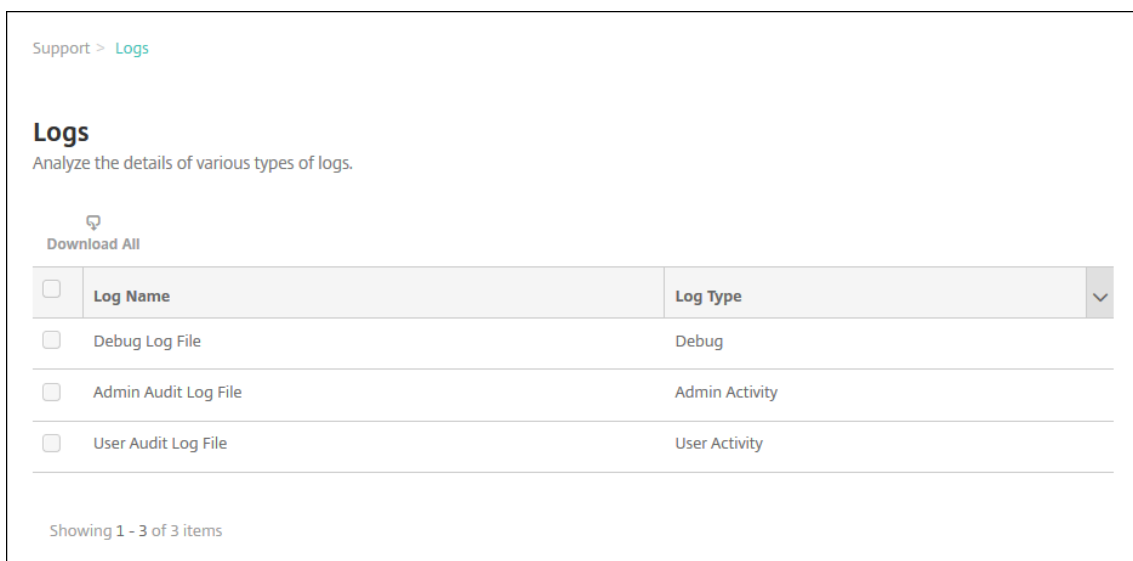 Support > Logs
Logs
Analyze the details of various types of logs.
Download All
Log Name Log Type
Debug Log File Debug
Admin Audit Log File Admin Activity
User Audit Log File User Activity
Showing 1 - 3 of 3 items